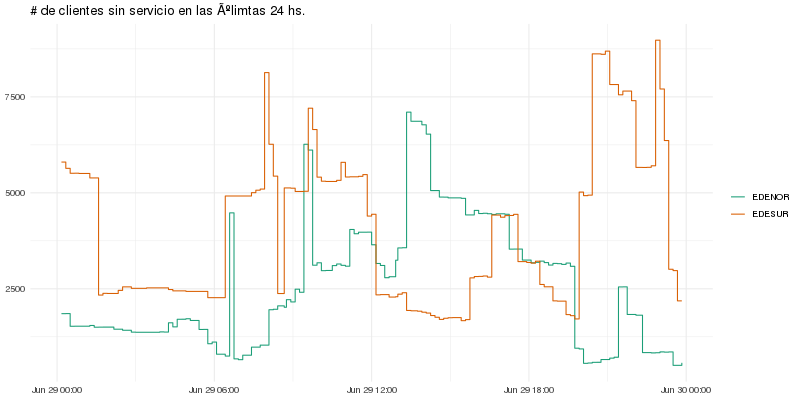 # de clientes sin servicio en las Ãºlimtas 24 hs.
7500
5000
2500
Jun 29 00:00
Jun 29 06:00
Jun 29 12:00
Jun 29 18:00
Jun 30 00:00
EDENOR
EDESUR